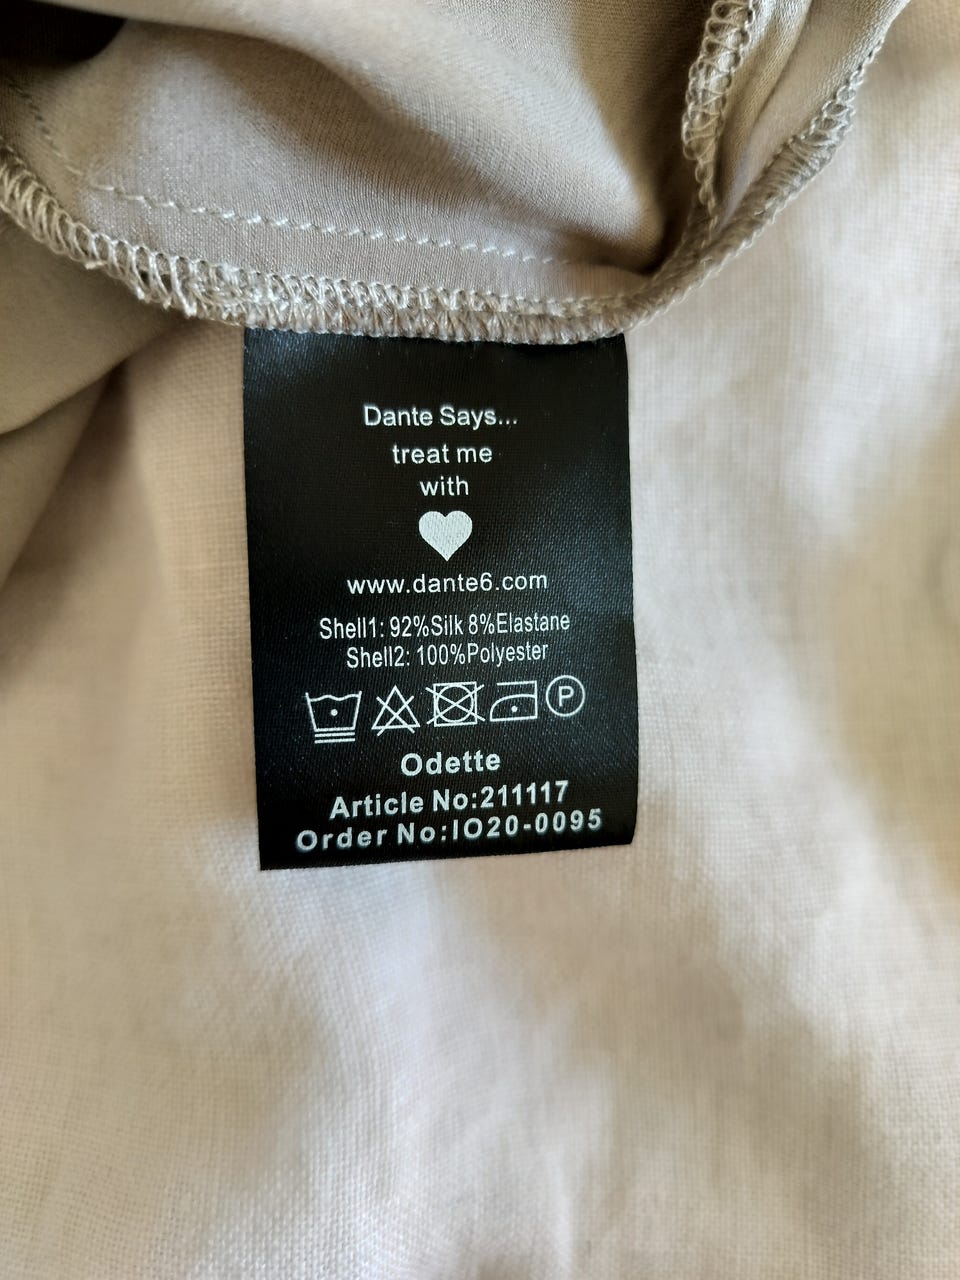 Dante Says...
treat me
with
www.dante6.com
Shell1: 92%Silk 8%Elastane
Shell2: 100%Polyester
P
Odette
Article No:211117
Order No:IO20-0095